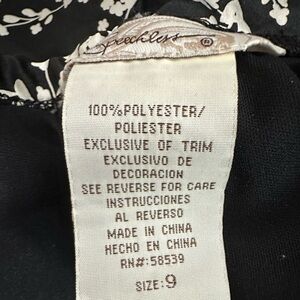 Speechless ®
100%POLYESTER/
POLIESTER
EXCLUSIVE OF TRIM
EXCLUSIVO DE
DECORACION
SEE REVERSE FOR CARE
INSTRUCCIONES
AL REVERSO
MADE IN CHINA
HECHO EN CHINA
RN#:58539
SIZE:9